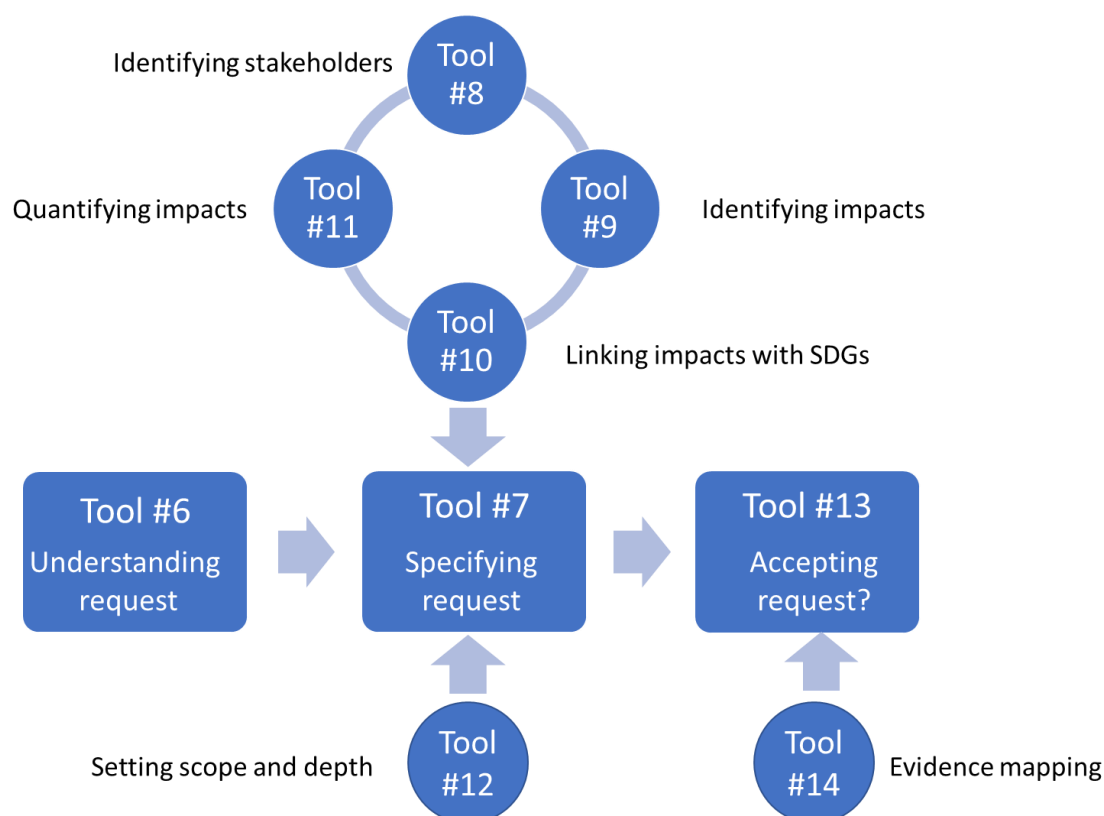 Identifying stakeholders
Tool
#8
Quantifying impacts
Tool
#11
Tool
#9
Identifying impacts
Tool
#10
Linking impacts with SDGs
Tool #6
Understanding
request
Tool #7
Specifying
request
Tool #13
Accepting
request?
Setting scope and depth
Tool
#12
Tool
#14
Evidence mapping